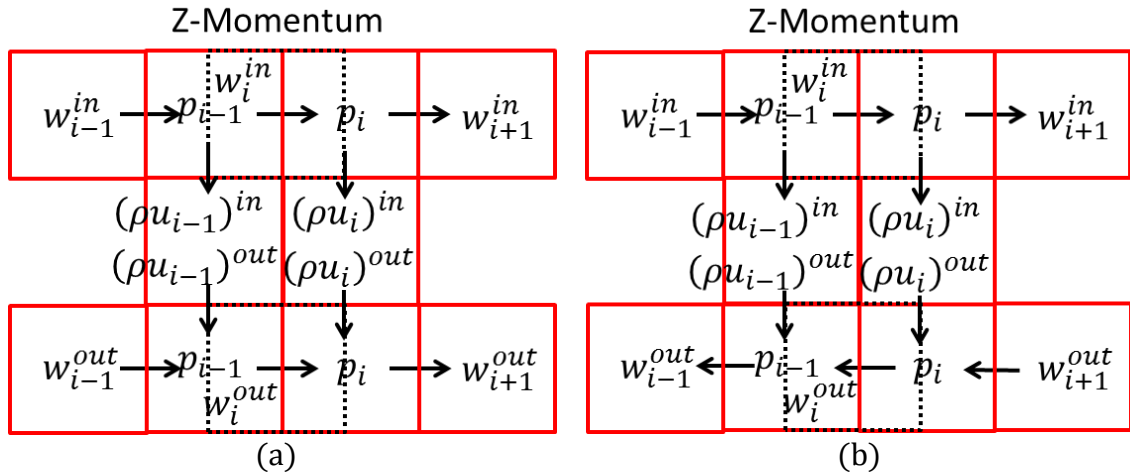 Z-Momentum
w_i^{in}
w_{i-1}^{in} p_{i-1} p_i w_{i+1}^{in}
(ρu_{i-1})^{in} (ρu_i)^{in}
(ρu_{i-1})^{out} (ρu_i)^{out}
w_{i-1}^{out} p_{i-1} p_i w_{i+1}^{out}
w_i^{out}
(a)
Z-Momentum
w_i^{in}
w_{i-1}^{in} p_{i-1} p_i w_{i+1}^{in}
(ρu_{i-1})^{in} (ρu_i)^{in}
(ρu_{i-1})^{out} (ρu_i)^{out}
w_{i-1}^{out} p_{i-1} p_i w_{i+1}^{out}
w_i^{out}
(b)